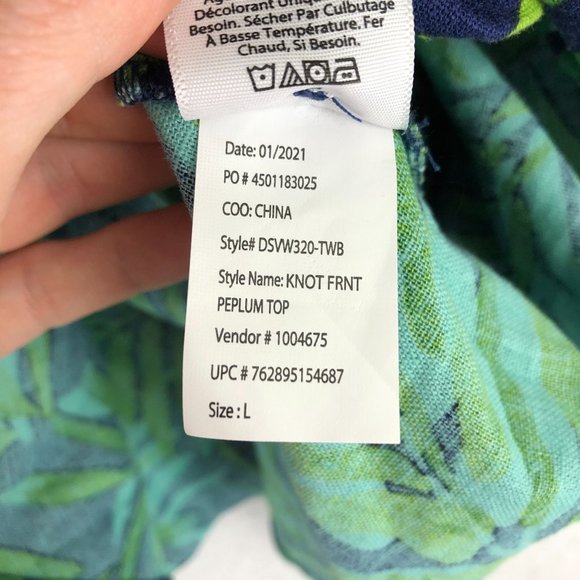 Décolorant Uniq
Besoin. Sécher Par Culbutage
À Basse Température. Fer
Chaud, Si Besoin.
Date: 01/2021
PO # 4501183025
COO: CHINA
Style# DSVW320-TWB
Style Name: KNOT FRNT
PEPLUM TOP
Vendor # 1004675
UPC # 762895154687
Size : L